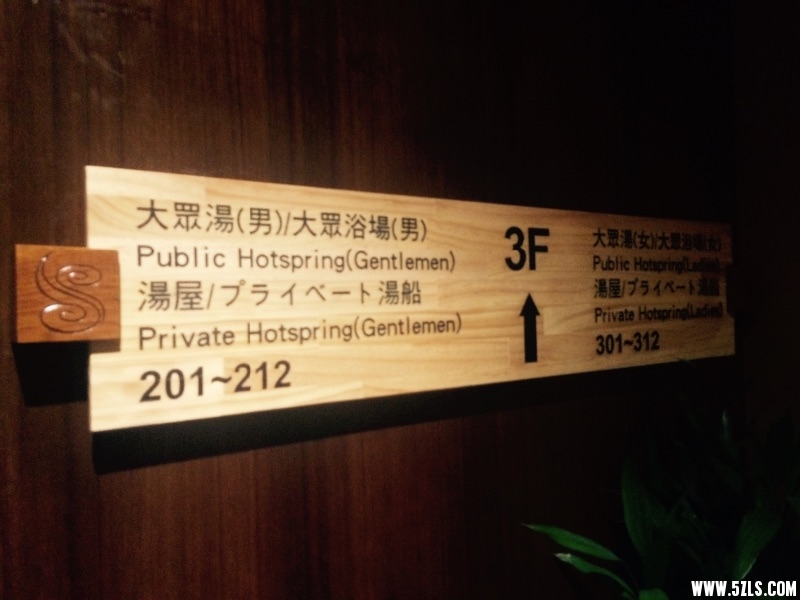 大眾湯(男)/大眾浴場(男)
Public Hotspring(Gentlemen)
湯屋/プライベート湯船
Private Hotspring(Gentlemen)
201~212
3F
↑
大眾湯(女)/大眾浴場(女)
Public Hotspring(Ladies)
湯屋/プライベート湯船
Private Hotspring(Ladies)
301~312
WWW.5ZLS.COM